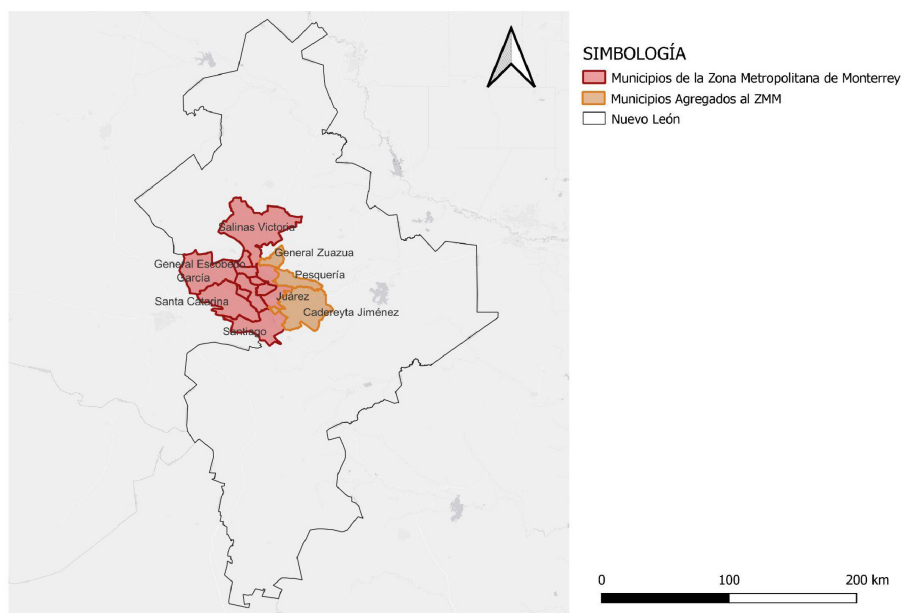 SIMBOLOGÍA
Municipios de la Zona Metropolitana de Monterrey
Municipios Agregados al ZMM
Nuevo León
Salinas Victoria
General Zuazua
General Escobedo
García
Pesquería
Santa Catarina
Juárez
Cadereyta Jiménez
Santiago
0 100 200 km